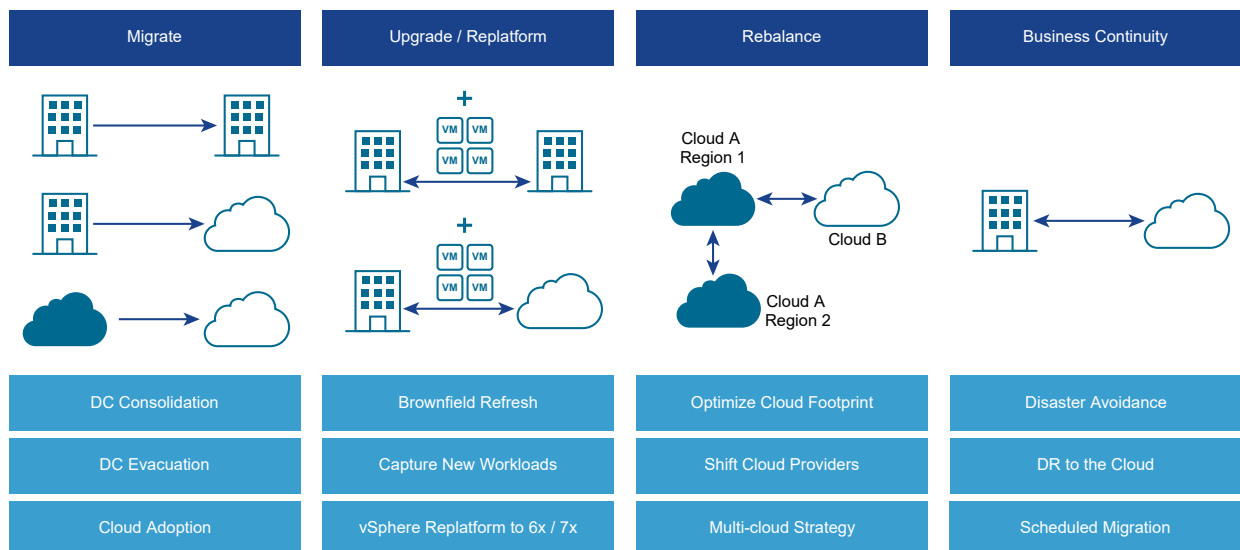 Migrate
Upgrade / Replatform
Rebalance
Business Continuity
+
VM VM
VM VM
+
VM VM
VM VM
Cloud A
Region 1
Cloud B
Cloud A
Region 2
DC Consolidation
Brownfield Refresh
Optimize Cloud Footprint
Disaster Avoidance
DC Evacuation
Capture New Workloads
Shift Cloud Providers
DR to the Cloud
Cloud Adoption
vSphere Replatform to 6x / 7x
Multi-cloud Strategy
Scheduled Migration